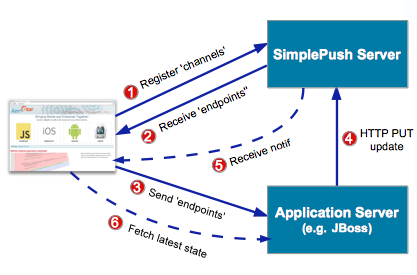 SimplePush Server
1
Register 'channels'
2
Receive 'endpoints"
5
Receive notif
4
HTTP PUT
update
3
Send 'endpoints'
6
Fetch latest state
Application Server
(e.g. JBoss)
JS
iOS